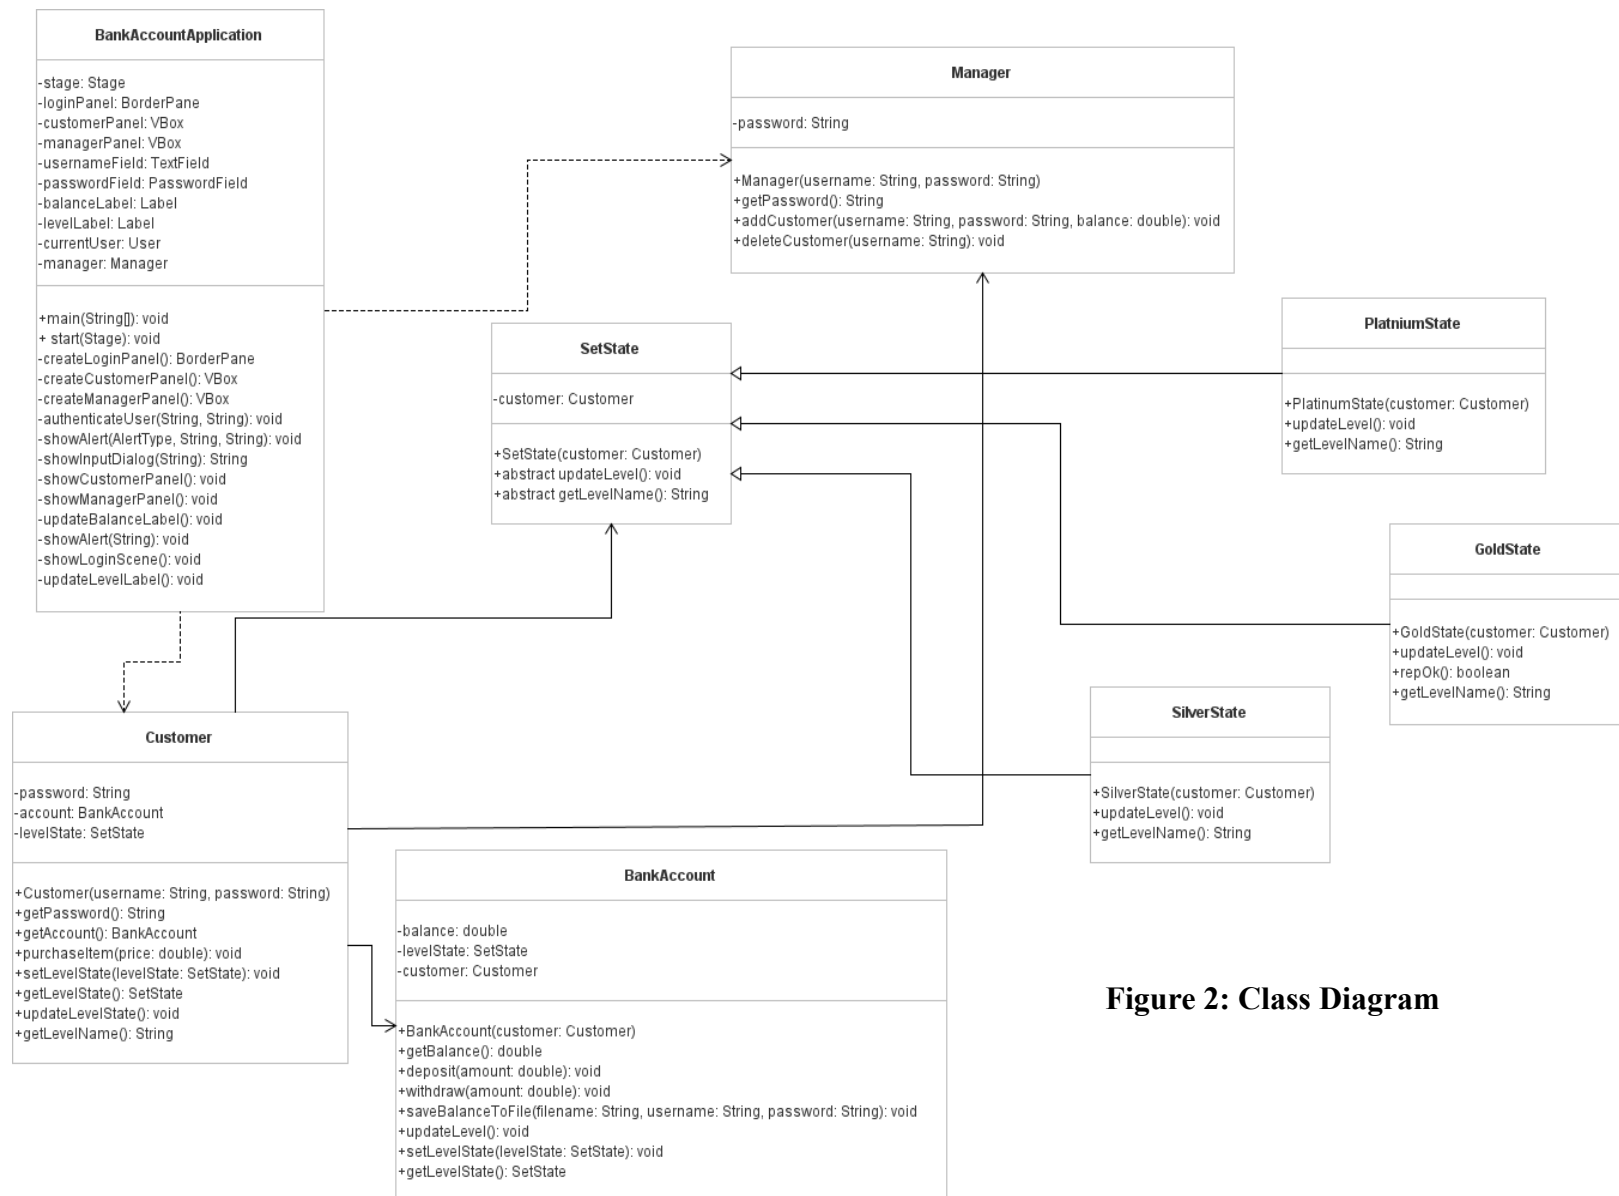 BankAccountApplication
-stage: Stage
-loginPanel: BorderPane
-customerPanel: VBox
-managerPanel: VBox
-usernameField: TextField
-passwordField: PasswordField
-balanceLabel: Label
-levelLabel: Label
-currentUser: User
-manager: Manager
+main(String[]): void
+ start(Stage): void
-createLoginPanel(): BorderPane
-createCustomerPanel(): VBox
-createManagerPanel(): VBox
-authenticateUser(String, String): void
-showAlert(AlertType, String, String): void
-showInputDialog(String): String
-showCustomerPanel(): void
-showManagerPanel(): void
-updateBalanceLabel(): void
-showAlert(String): void
-showLoginScene(): void
-updateLevelLabel(): void
Manager
-password: String
+Manager(username: String, password: String)
+getPassword(): String
+addCustomer(username: String, password: String, balance: double): void
+deleteCustomer(username: String): void
SetState
-customer: Customer
+SetState(customer: Customer)
+abstract updateLevel(): void
+abstract getLevelName(): String
PlatniumState
+PlatinumState(customer: Customer)
+updateLevel(): void
+getLevelName(): String
GoldState
+GoldState(customer: Customer)
+updateLevel(): void
+repOk(): boolean
+getLevelName(): String
SilverState
+SilverState(customer: Customer)
+updateLevel(): void
+getLevelName(): String
Customer
-password: String
-account: BankAccount
-levelState: SetState
+Customer(username: String, password: String)
+getPassword(): String
+getAccount(): BankAccount
+purchaseItem(price: double): void
+setLevelState(levelState: SetState): void
+getLevelState(): SetState
+updateLevelState(): void
+getLevelName(): String
BankAccount
-balance: double
-levelState: SetState
-customer: Customer
+BankAccount(customer: Customer)
+getBalance(): double
+deposit(amount: double): void
+withdraw(amount: double): void
+saveBalanceToFile(filename: String, username: String, password: String): void
+updateLevel(): void
+setLevelState(levelState: SetState): void
+getLevelState(): SetState
Figure 2: Class Diagram